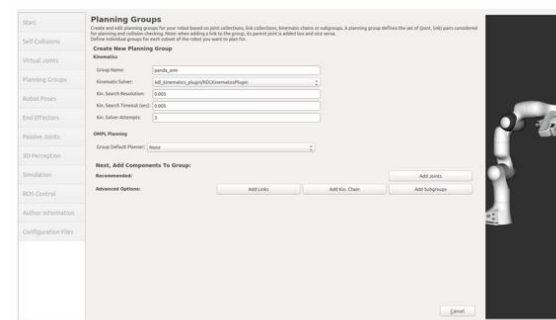 Start
Self-Collisions
Virtual Joints
Planning Groups
Robot Poses
End Effectors
Passive Joints
3D Perception
Simulation
ROS Control
Author Information
Configuration Files
Planning Groups
Create and edit planning groups for your robot based on joint collections, link collections, kinematic chains or subgroups. A planning group defines the set of (joint, link) pairs considered
for planning and collision checking. Note: when adding a link to the group, its parent joint is added too and vice versa.
Define individual groups for each subset of the robot you want to plan for.
Create New Planning Group
Kinematics
Group Name: panda_arm
Kinematic Solver: kdl_kinematics_plugin/KDLKinematicsPlugin
Kin. Search Resolution: 0.005
Kin. Search Timeout (sec): 0.005
Kin. Solver Attempts: 3
OMPL Planning
Group Default Planner: None
Next, Add Components To Group:
Recommended: Add Joints
Advanced Options: Add Links Add Kin. Chain Add Subgroups
Cancel